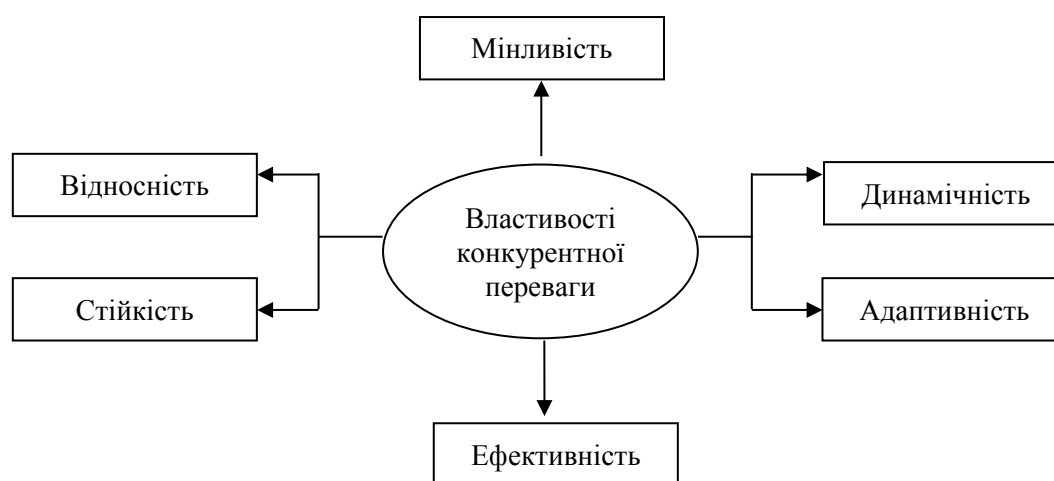 Мінливість
Відносність
Динамічність
Властивості
конкурентної
переваги
Стійкість
Адаптивність
Ефективність